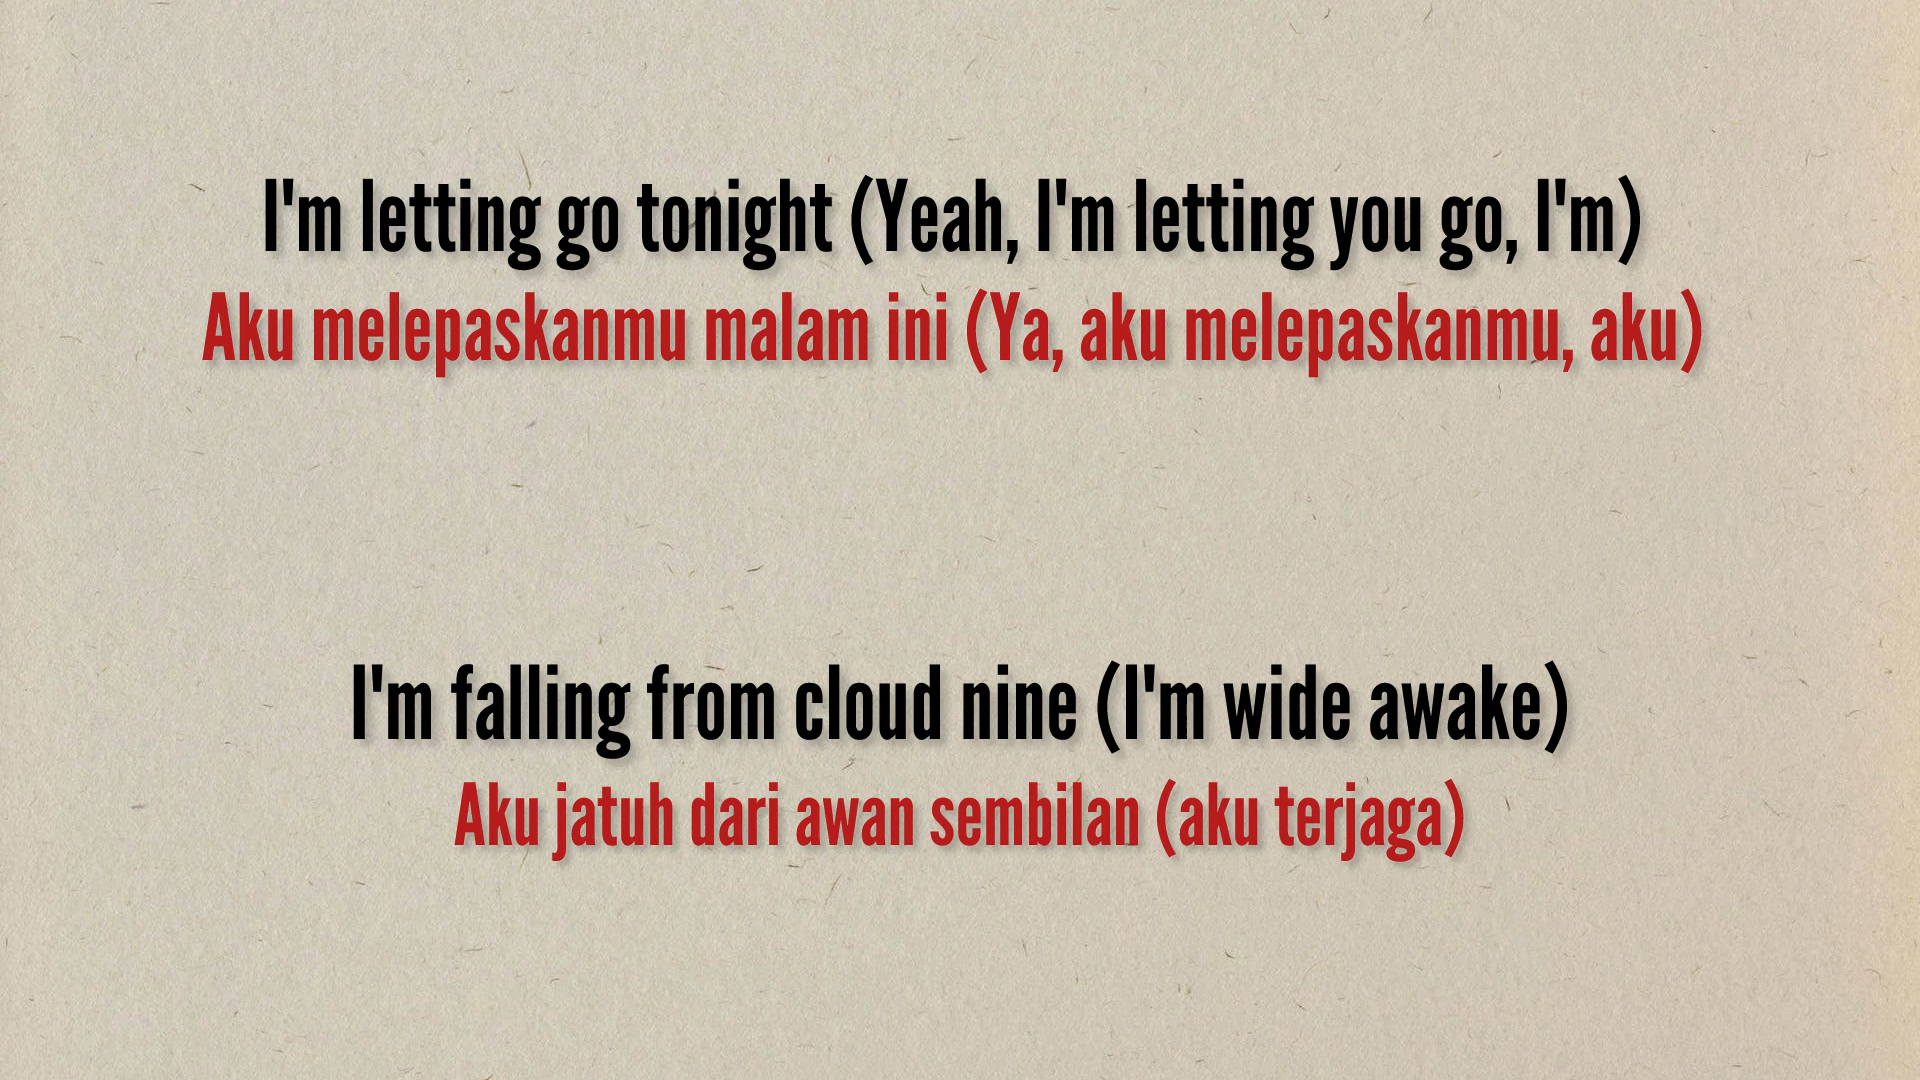 I'm letting go tonight (Yeah, I'm letting you go, I'm)
Aku melepaskanmu malam ini (Ya, aku melepaskanmu, aku)
I'm falling from cloud nine (I'm wide awake)
Aku jatuh dari awan sembilan (aku terjaga)